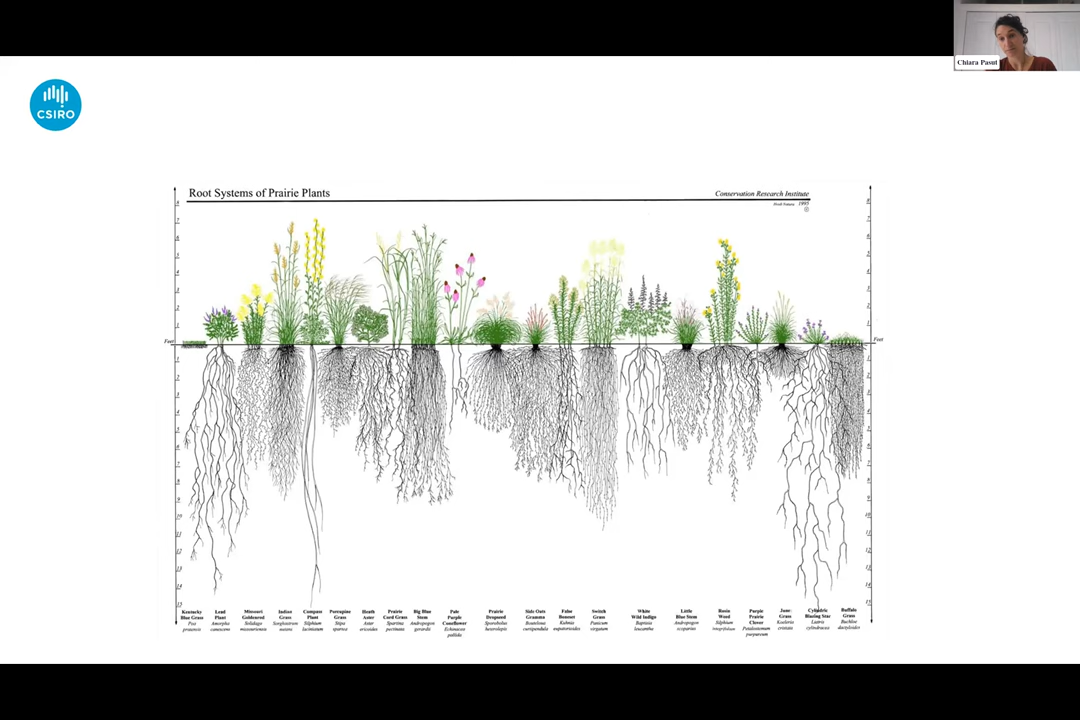 Chiara Pasut
CSIRO
Root Systems of Prairie Plants
Conservation Research Institute
1995
Feet
Feet
Kentucky
Blue Grass
Poa
pratensis
Lead
Plant
Amorpha
canescens
Missouri
Goldenrod
Solidago
missouriensis
Indian
Grass
Sorghastrum
nutans
Compass
Plant
Silphium
laciniatum
Porcupine
Grass
Stipa
spartea
Heath
Aster
Aster
ericoides
Prairie
Cord Grass
Spartina
pectinata
Big Blue
Stem
Andropogon
gerardii
Pale
Purple
Coneflower
Echinacea
pallida
Prairie
Dropseed
Sporobolus
heterolepis
Side Oats
Gramma
Bouteloua
curtipendula
False
Boneset
Kuhnia
eupatorioides
Switch
Grass
Panicum
virgatum
White
Wild Indigo
Baptisia
leucantha
Little
Blue Stem
Andropogon
scoparius
Rosin
Weed
Silphium
integrifolium
Purple
Prairie
Clover
Petalostemum
purpureum
June
Grass
Koeleria
cristata
Cylindric
Blazing Star
Liatris
cylindracea
Buffalo
Grass
Buchloe
dactyloides